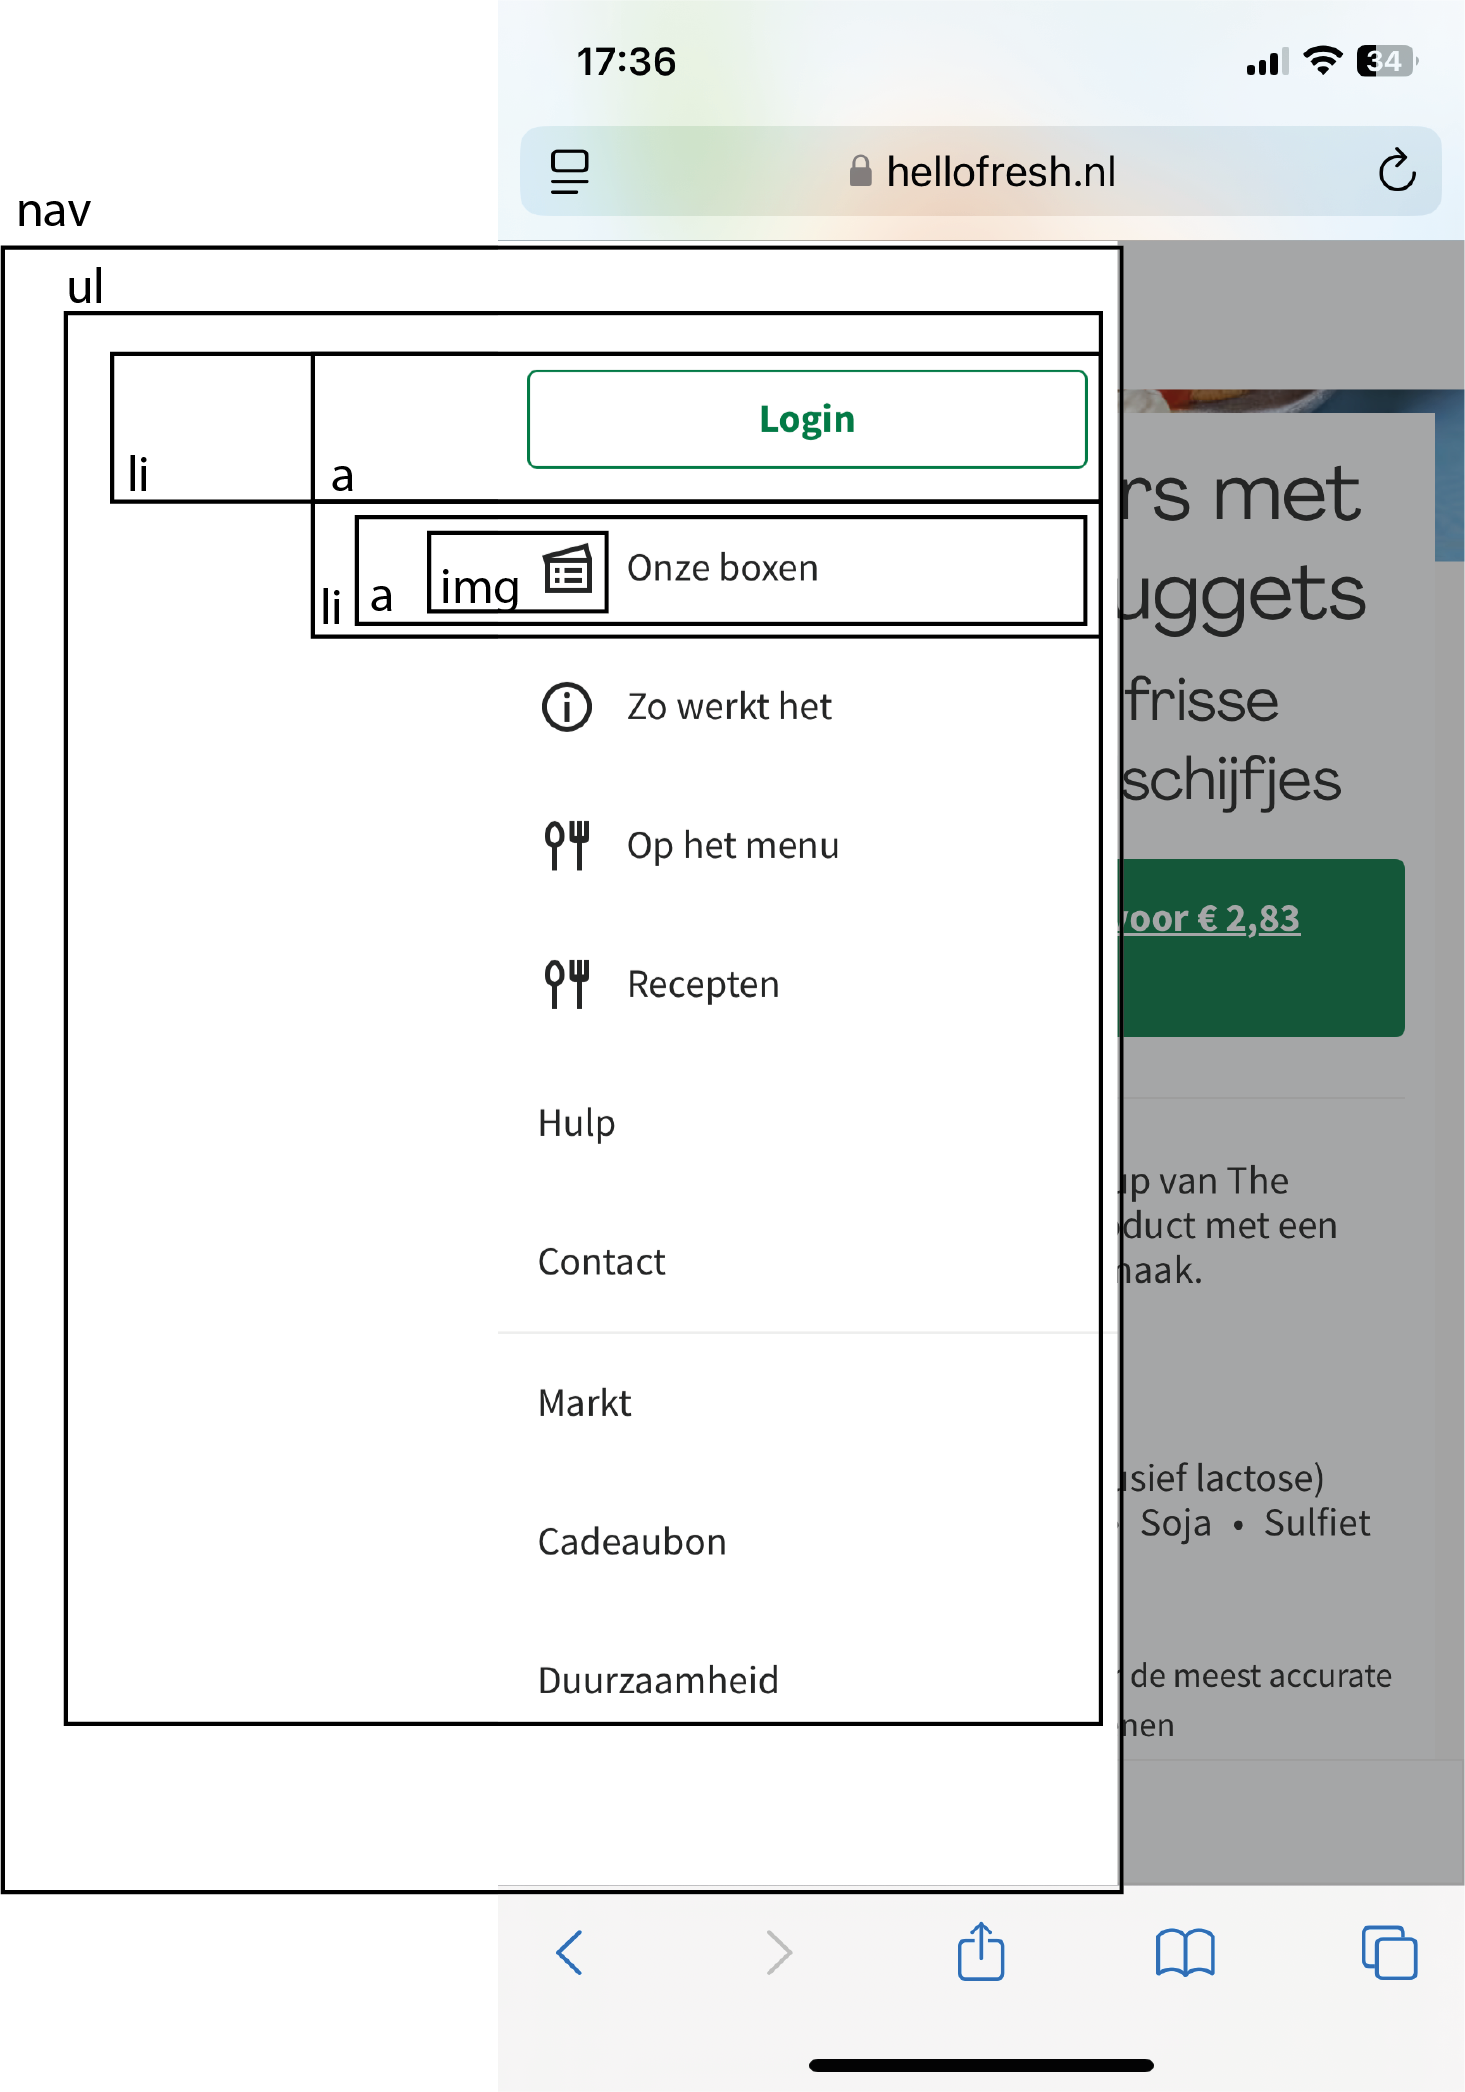 17:36
34
hellofresh.nl
nav
ul
Login
li
a
rs met
Onze boxen
img
a
li
uggets
Zo werkt het
frisse
schijfjes
Op het menu
voor € 2,83
Recepten
Hulp
up van The
duct met een
Contact
naak.
Markt
usief lactose)
• Soja • Sulfiet
Cadeaubon
Duurzaamheid
de meest accurate
nen